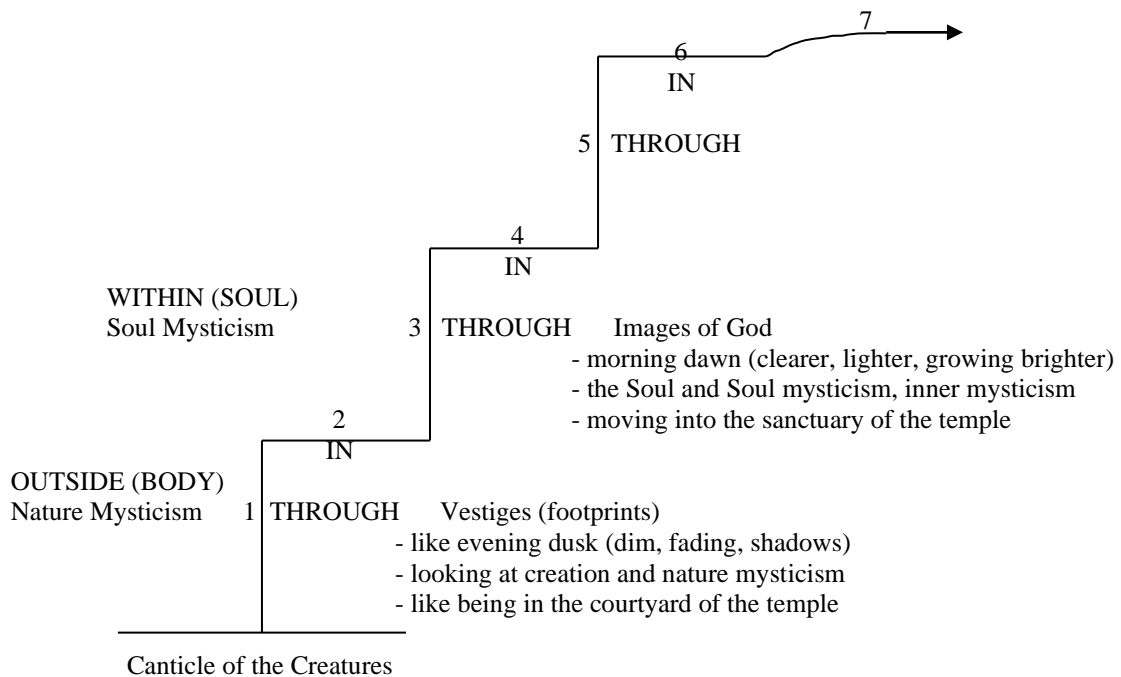 7
6
IN
5 THROUGH
4
IN
WITHIN (SOUL)
Soul Mysticism 3 THROUGH Images of God
- morning dawn (clearer, lighter, growing brighter)
- the Soul and Soul mysticism, inner mysticism
- moving into the sanctuary of the temple
2
IN
OUTSIDE (BODY)
Nature Mysticism 1 THROUGH Vestiges (footprints)
- like evening dusk (dim, fading, shadows)
- looking at creation and nature mysticism
- like being in the courtyard of the temple
Canticle of the Creatures